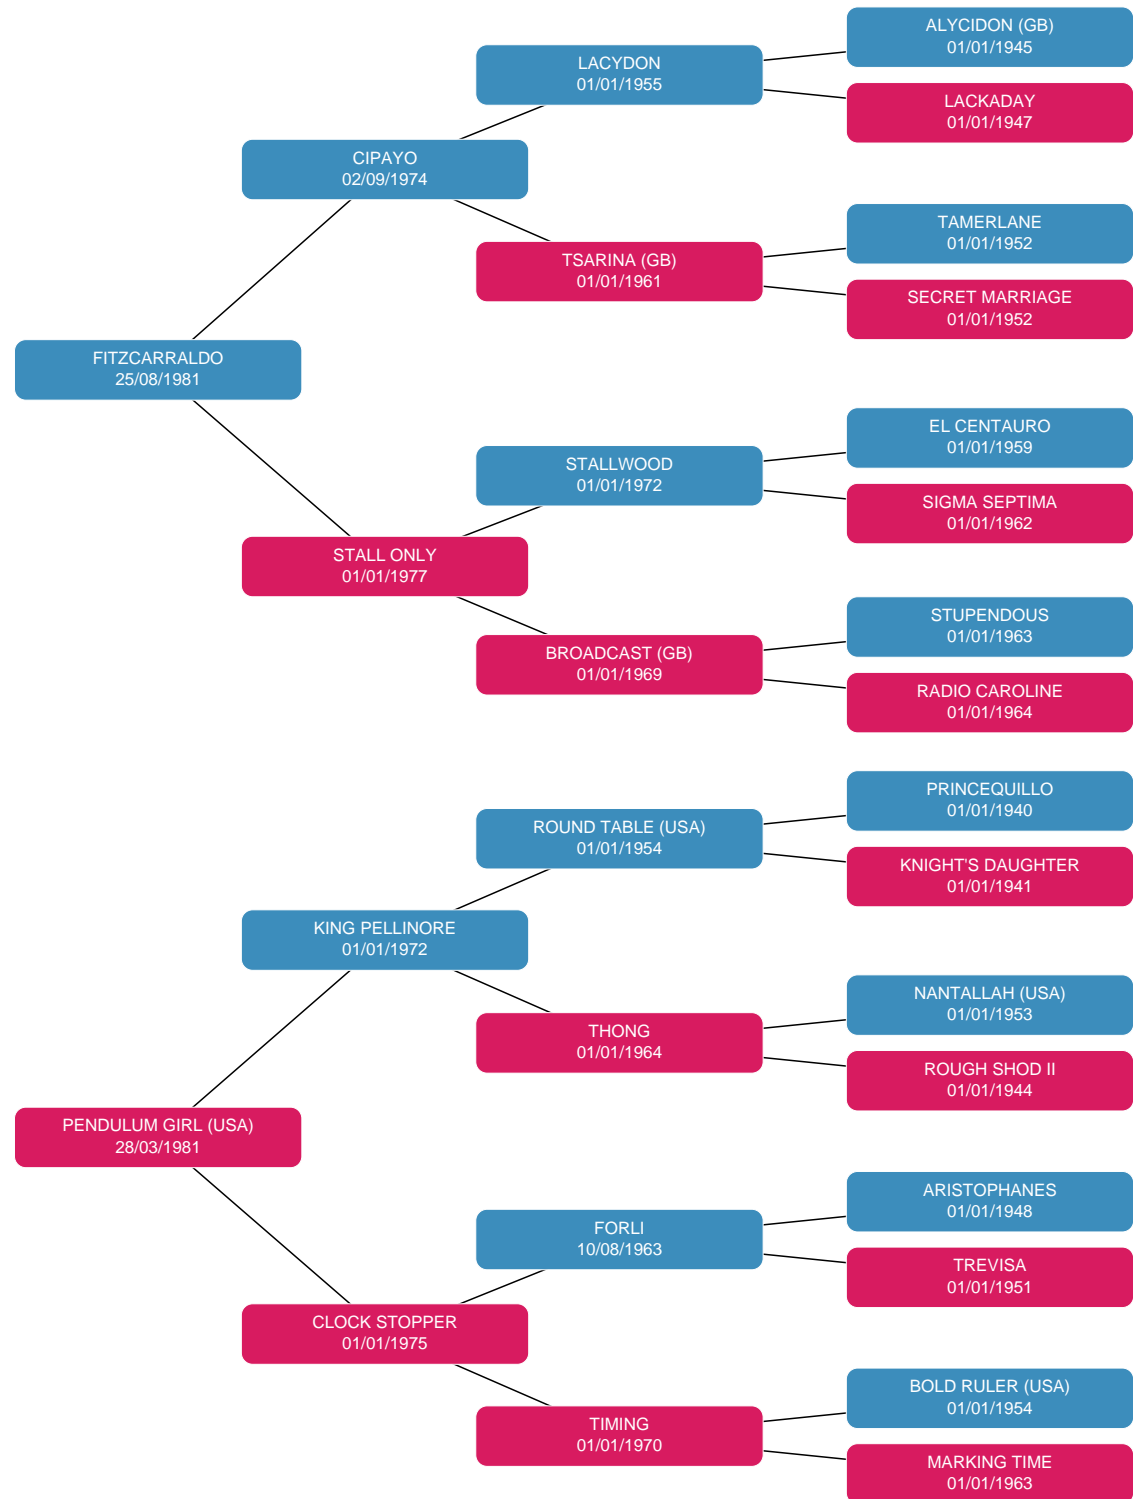 ALYCIDON (GB)
01/01/1945
LACYDON
01/01/1955
LACKADAY
01/01/1947
CIPAYO
02/09/1974
TAMERLANE
01/01/1952
TSARINA (GB)
01/01/1961
SECRET MARRIAGE
01/01/1952
FITZCARRALDO
25/08/1981
EL CENTAURO
01/01/1959
STALLWOOD
01/01/1972
SIGMA SEPTIMA
01/01/1962
STALL ONLY
01/01/1977
STUPENDOUS
01/01/1963
BROADCAST (GB)
01/01/1969
RADIO CAROLINE
01/01/1964
PRINCEQUILLO
01/01/1940
ROUND TABLE (USA)
01/01/1954
KNIGHT'S DAUGHTER
01/01/1941
KING PELLINORE
01/01/1972
NANTALLAH (USA)
01/01/1953
THONG
01/01/1964
ROUGH SHOD II
01/01/1944
PENDULUM GIRL (USA)
28/03/1981
ARISTOPHANES
01/01/1948
FORLI
10/08/1963
TREVISA
01/01/1951
CLOCK STOPPER
01/01/1975
BOLD RULER (USA)
01/01/1954
TIMING
01/01/1970
MARKING TIME
01/01/1963